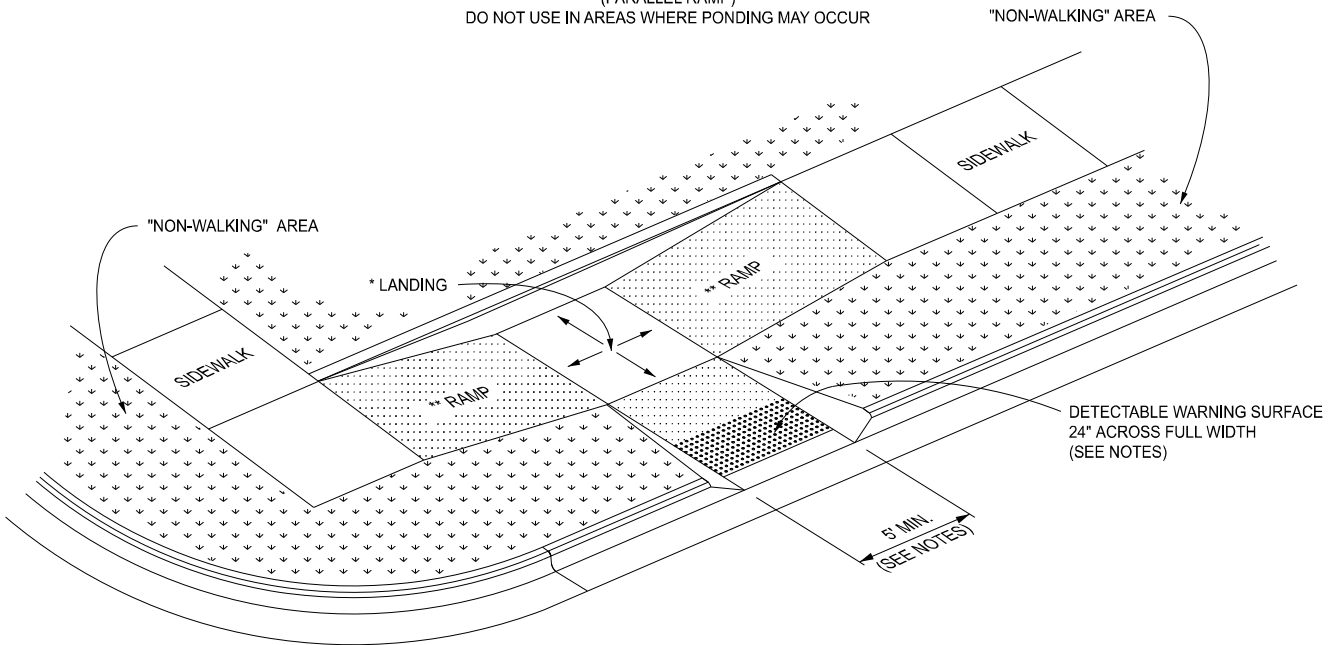 (PARALLEL RAMP)
DO NOT USE IN AREAS WHERE PONDING MAY OCCUR
"NON-WALKING" AREA
SIDEWALK
"NON-WALKING" AREA
** RAMP
* LANDING
SIDEWALK
** RAMP
DETECTABLE WARNING SURFACE
24" ACROSS FULL WIDTH
(SEE NOTES)
5' MIN.
(SEE NOTES)